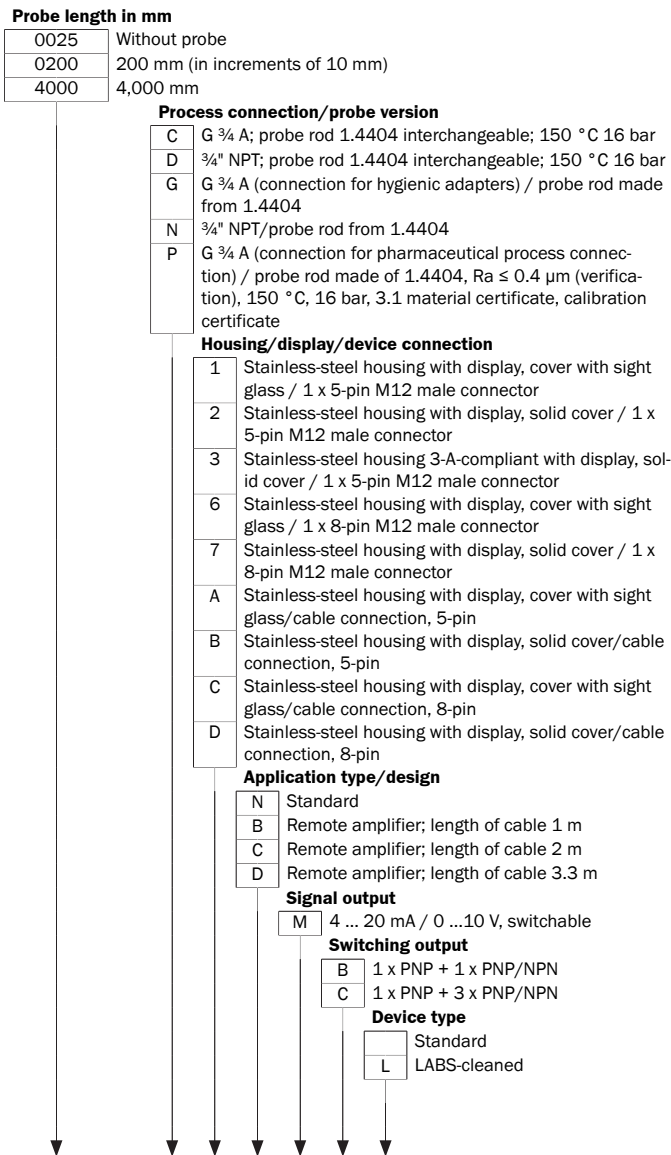 Probe length in mm
0025 Without probe
0200 200 mm (in increments of 10 mm)
4000 4,000 mm
Process connection/probe version
C G ¾ A; probe rod 1.4404 interchangeable; 150 °C 16 bar
D ¾" NPT; probe rod 1.4404 interchangeable; 150 °C 16 bar
G G ¾ A (connection for hygienic adapters) / probe rod made
from 1.4404
N ¾" NPT/probe rod from 1.4404
P G ¾ A (connection for pharmaceutical process connec-
tion) / probe rod made of 1.4404, Ra ≤ 0.4 µm (verifica-
tion), 150 °C, 16 bar, 3.1 material certificate, calibration
certificate
Housing/display/device connection
1 Stainless-steel housing with display, cover with sight
glass / 1 x 5-pin M12 male connector
2 Stainless-steel housing with display, solid cover / 1 x
5-pin M12 male connector
3 Stainless-steel housing 3-A-compliant with display, sol-
id cover / 1 x 5-pin M12 male connector
6 Stainless-steel housing with display, cover with sight
glass / 1 x 8-pin M12 male connector
7 Stainless-steel housing with display, solid cover / 1 x
8-pin M12 male connector
A Stainless-steel housing with display, cover with sight
glass/cable connection, 5-pin
B Stainless-steel housing with display, solid cover/cable
connection, 5-pin
C Stainless-steel housing with display, cover with sight
glass/cable connection, 8-pin
D Stainless-steel housing with display, solid cover/cable
connection, 8-pin
Application type/design
N Standard
B Remote amplifier; length of cable 1 m
C Remote amplifier; length of cable 2 m
D Remote amplifier; length of cable 3.3 m
Signal output
M 4 ... 20 mA / 0 ...10 V, switchable
Switching output
B 1 x PNP + 1 x PNP/NPN
C 1 x PNP + 3 x PNP/NPN
Device type
Standard
L LABS-cleaned